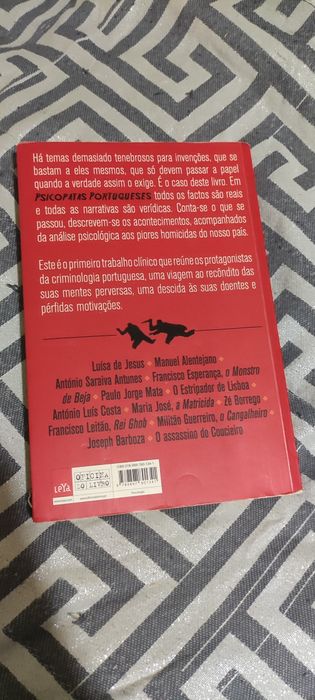 Há temas demasiado tenebrosos para invenções, que se
bastam a eles mesmos, que só devem passar a papel
quando a verdade assim o exige. É o caso deste livro. Em
PSICOPATAS PORTUGUESES todos os factos são reais
e todas as narrativas são verídicas. Conta-se o que se
passou, descrevem-se os acontecimentos, acompanhados
da análise psicológica aos piores homicidas do nosso país.
Este é o primeiro trabalho clínico que reúne os protagonistas
da criminologia portuguesa, uma viagem ao recôndito das
suas mentes perversas, uma descida às suas doentes e
pérfidas motivações.
Luísa de Jesus Manuel Alentejano
António Saraiva Antunes Francisco Esperança, o Monstro
de Beja Paulo Jorge Mata O Estrigador de Lisboa
António Luís Costa Maria José, a Matricida Zé Borrego
Francisco Leitão, Rei Ghob Militão Guerreiro, o Cangalheiro
Joseph Barboza O assassino do Coucieiro
LEYA
OFICINA
DO LIVRO